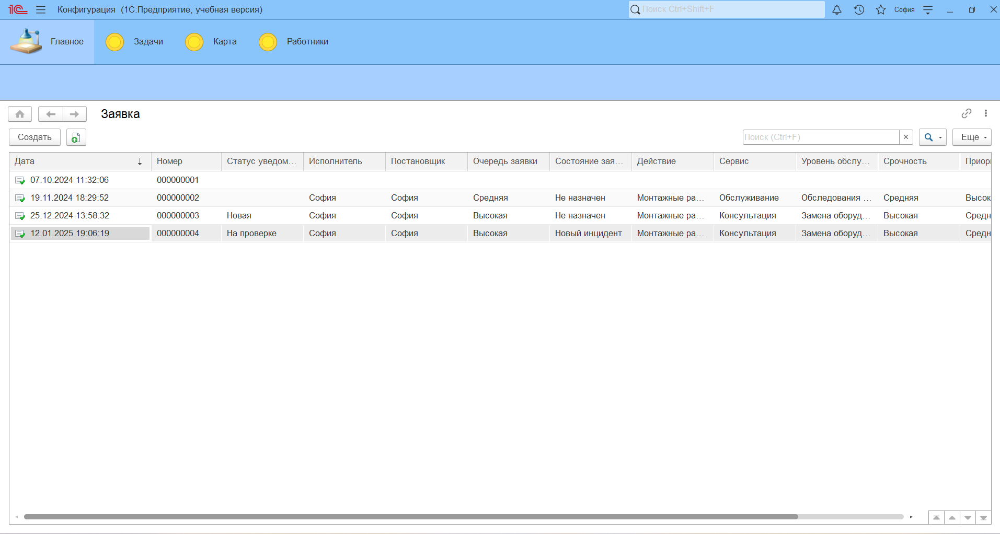 1С Конфигурация (1С:Предприятие, учебная версия) Поиск Ctrl+Shift+F София
Главное Задачи Карта Работники
Заявка
Создать Поиск (Ctrl+F) × Еще
Дата ↓ Номер Статус уведом... Исполнитель Постановщик Очередь заявки Состояние зая... Действие Сервис Уровень обслу... Срочность Приори
07.10.2024 11:32:06 000000001
19.11.2024 18:29:52 000000002 София София Средняя Не назначен Монтажные ра... Обслуживание Обследования ... Средняя Высок
25.12.2024 13:58:32 000000003 Новая София София Высокая Не назначен Монтажные ра... Консультация Замена оборуд... Высокая Средн
12.01.2025 19:06:19 000000004 На проверке София София Высокая Новый инцидент Монтажные ра... Консультация Замена оборуд... Высокая Средн